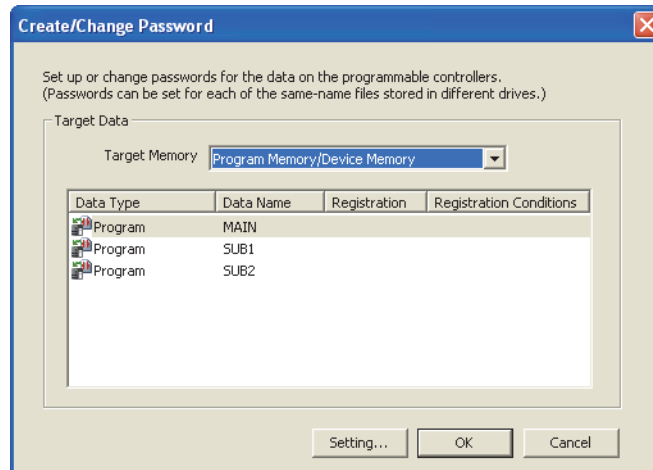 Create/Change Password
Set up or change passwords for the data on the programmable controllers.
(Passwords can be set for each of the same-name files stored in different drives.)
Target Data
Target Memory Program Memory/Device Memory
Data Type Data Name Registration Registration Conditions
Program MAIN
Program SUB1
Program SUB2
Setting... OK Cancel